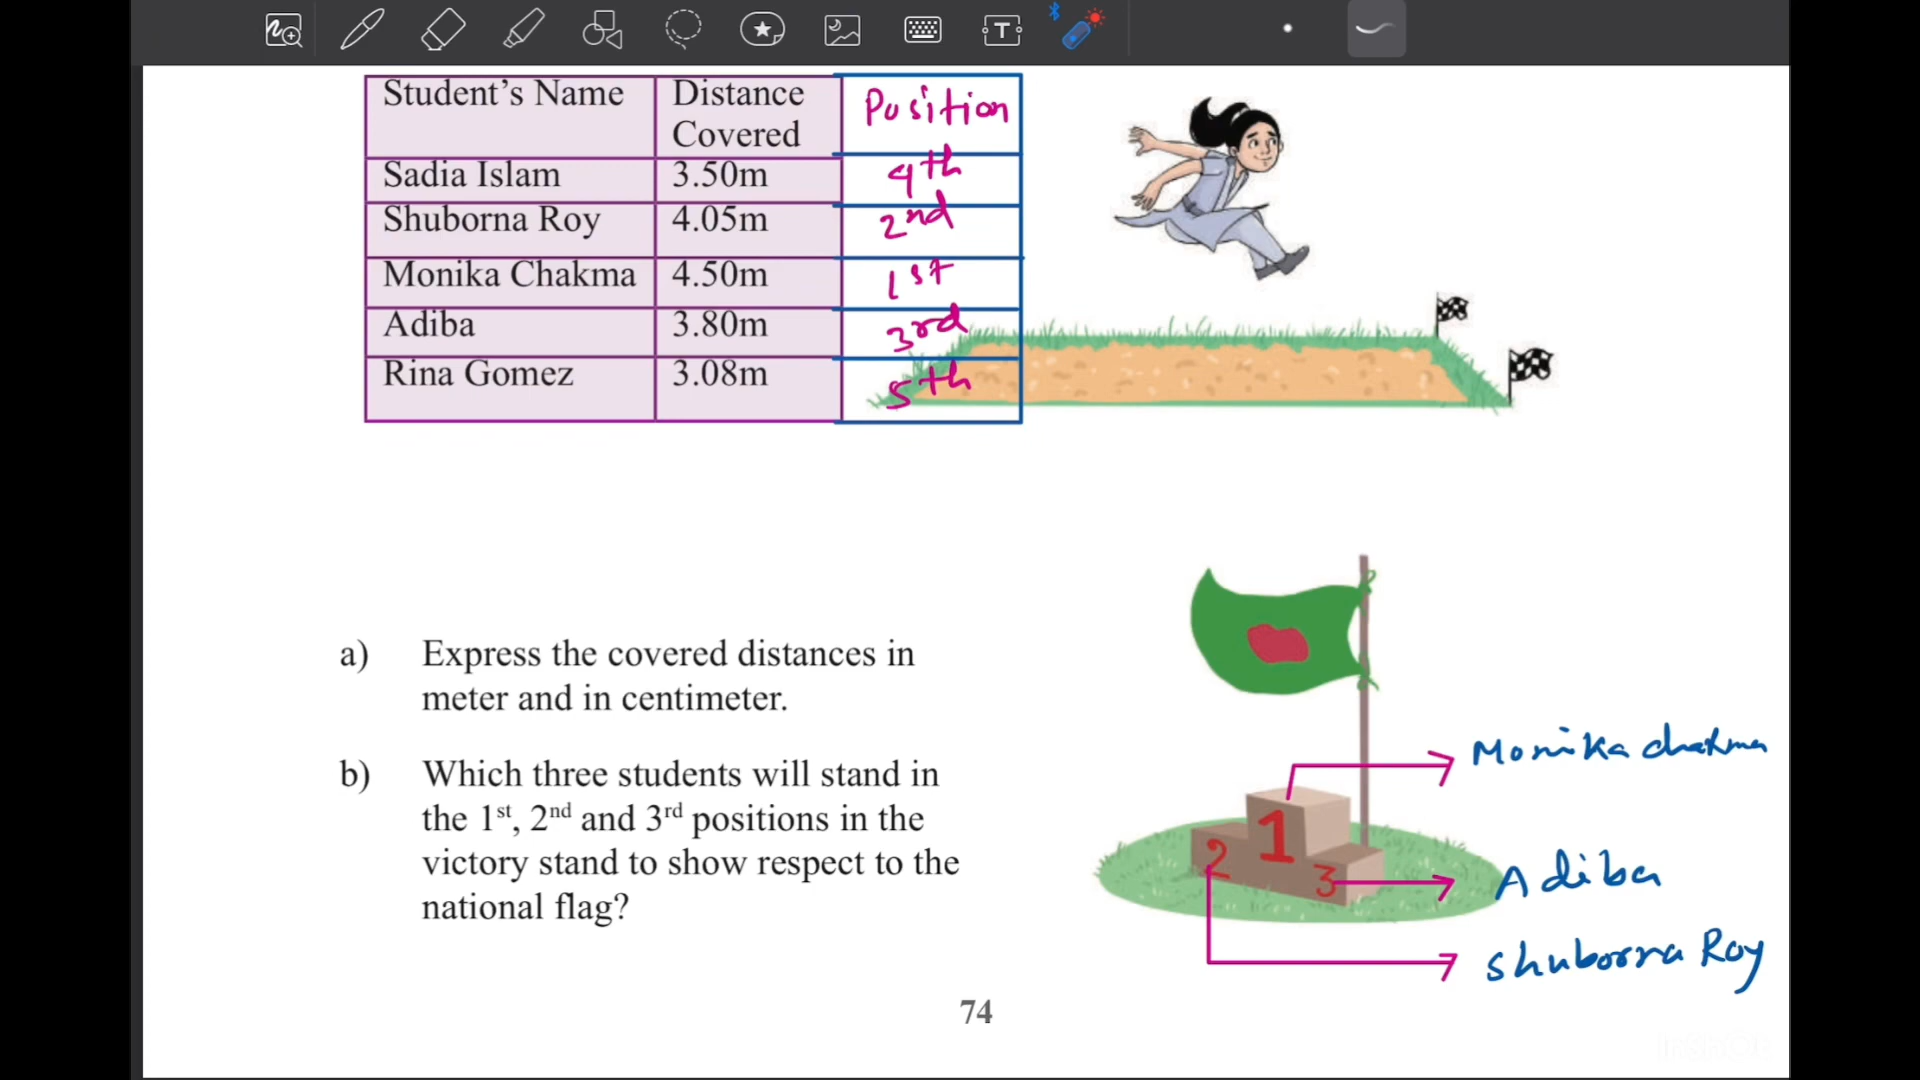 Student's Name Distance Covered Position
Sadia Islam 3.50m 4th
Shuborna Roy 4.05m 2nd
Monika Chakma 4.50m 1st
Adiba 3.80m 3rd
Rina Gomez 3.08m 5th
a) Express the covered distances in
meter and in centimeter.
b) Which three students will stand in
the 1st, 2nd and 3rd positions in the
victory stand to show respect to the
national flag?
Monika chakma
1
2
3
Adiba
Shuborna Roy
74